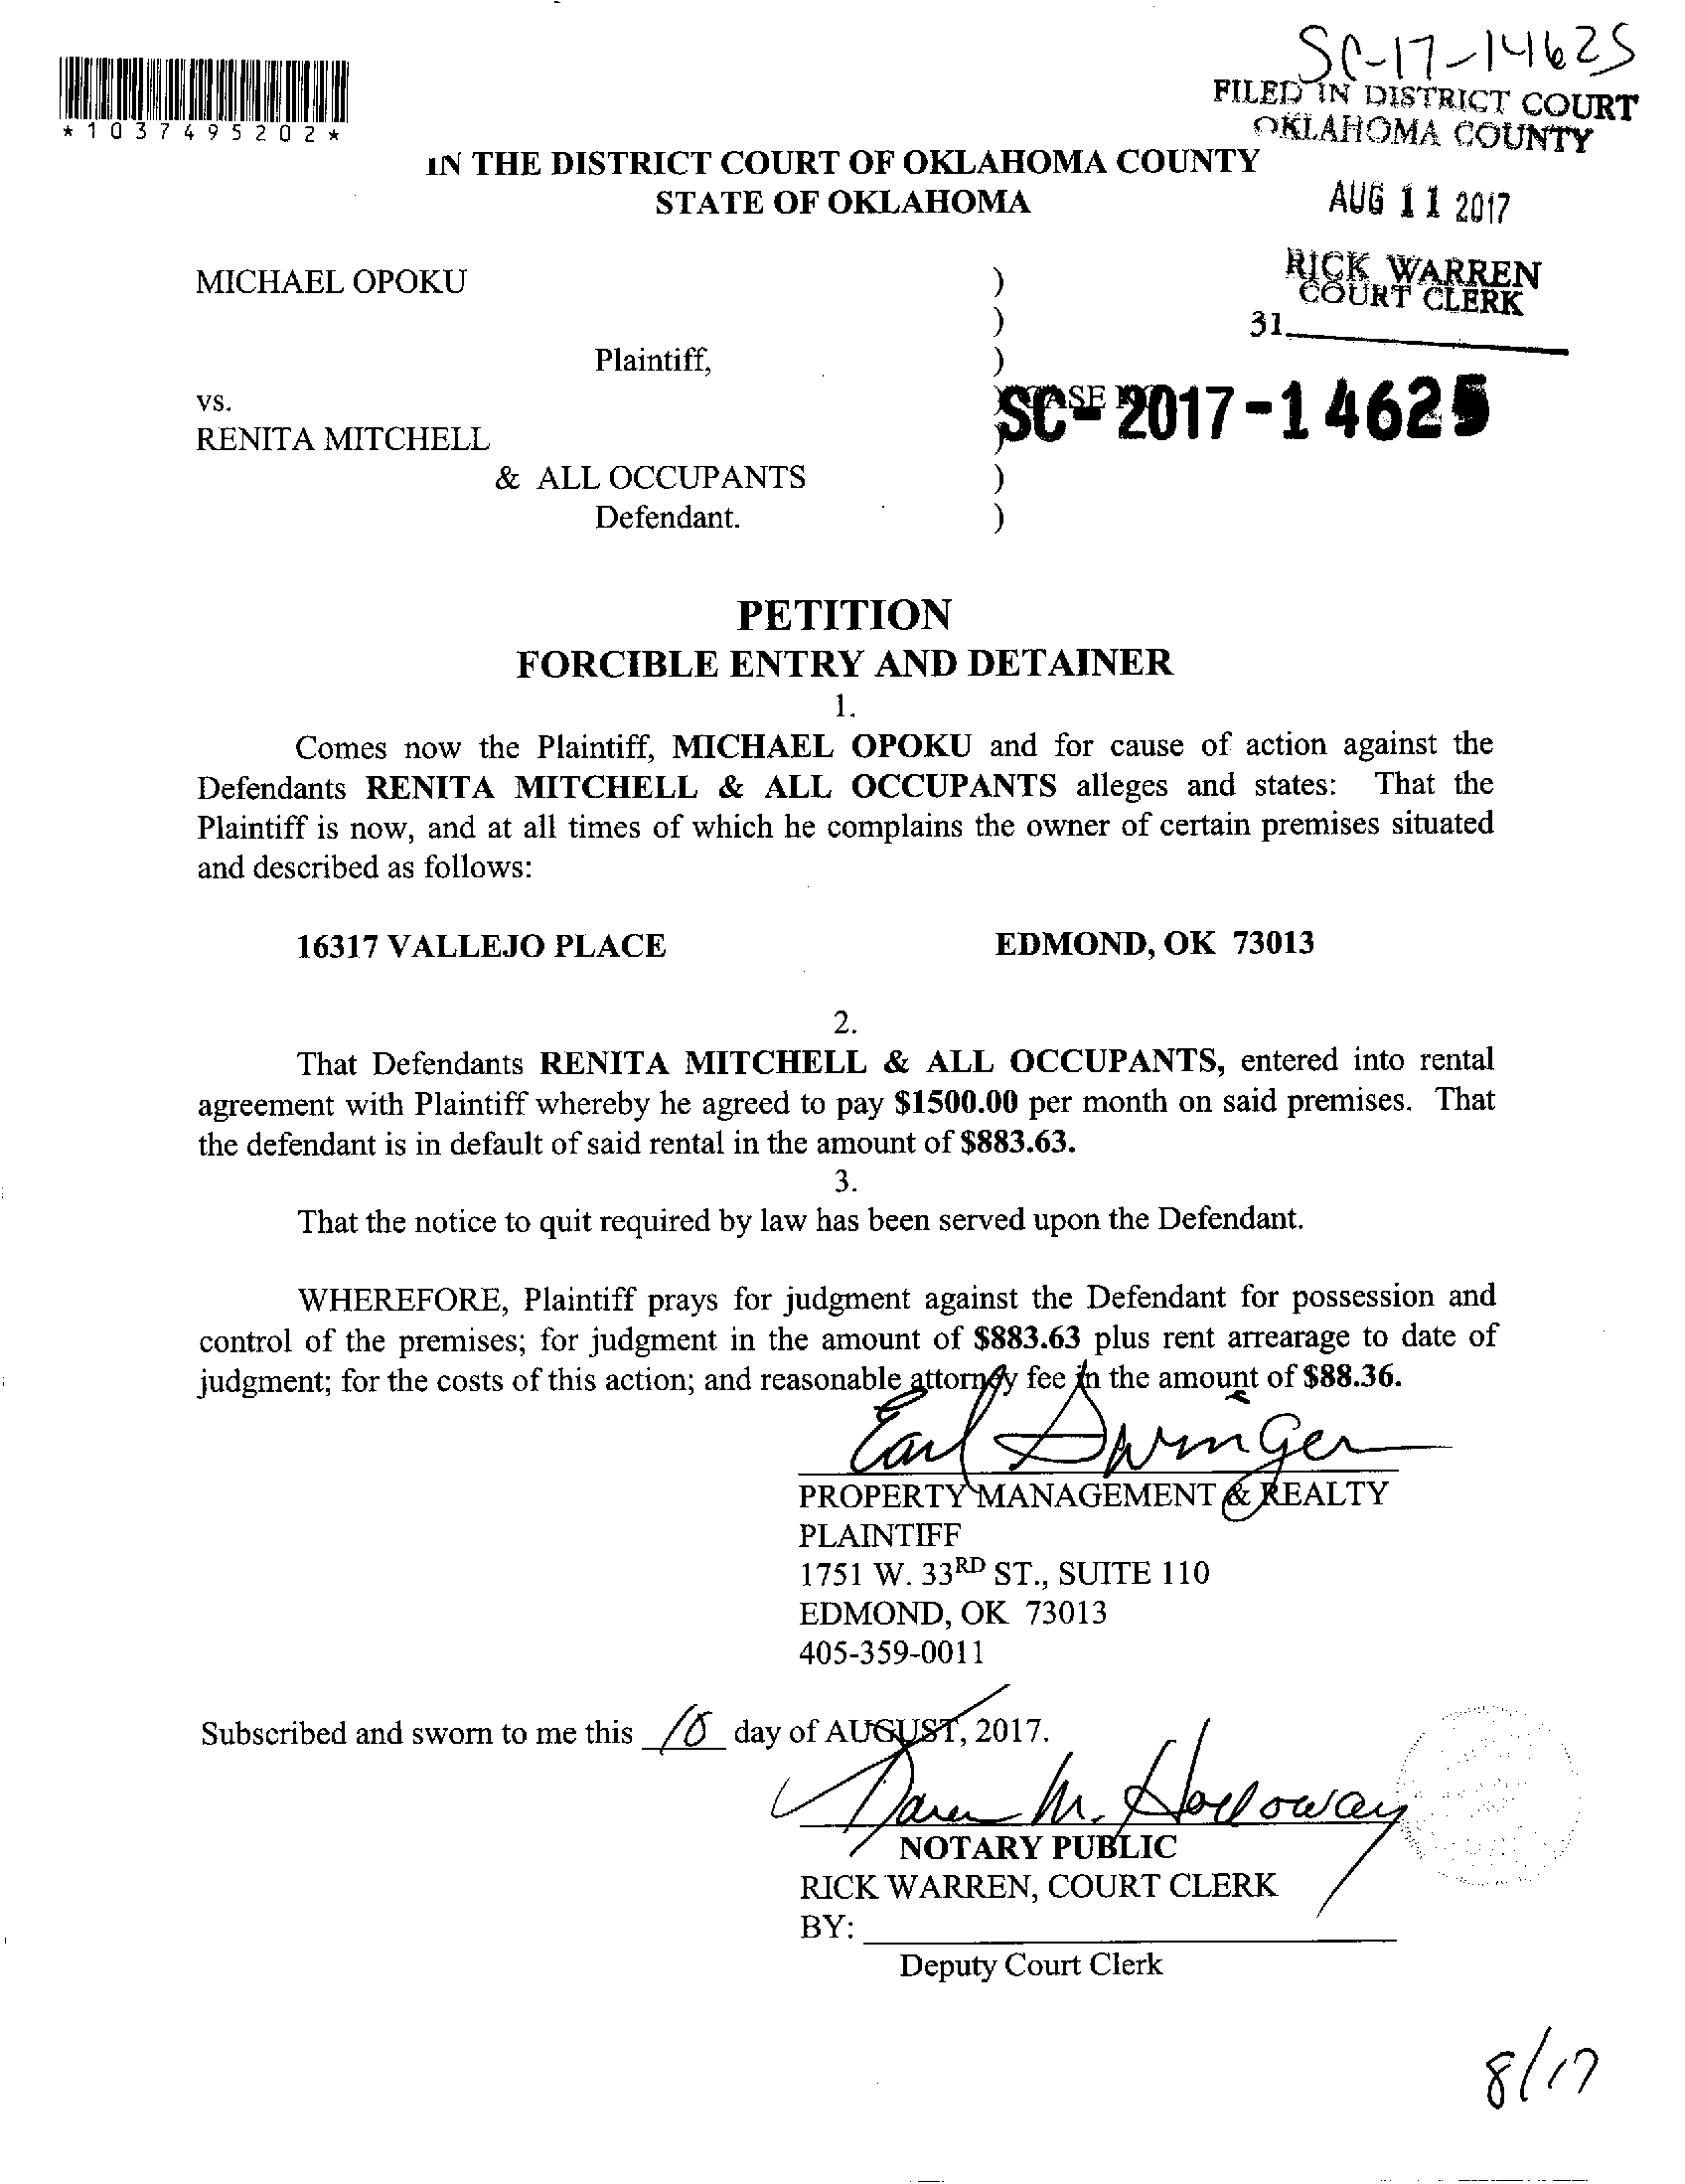 SC-17-14625
FILED IN DISTRICT COURT
OKLAHOMA COUNTY
*1037495202*
IN THE DISTRICT COURT OF OKLAHOMA COUNTY
STATE OF OKLAHOMA
AUG 11 2017
RICK WARREN
COURT CLERK
31
MICHAEL OPOKU )
)
Plaintiff, )
vs. ) CASE NO
SC-2017-14625
RENITA MITCHELL )
& ALL OCCUPANTS )
Defendant. )
PETITION
FORCIBLE ENTRY AND DETAINER
1.
Comes now the Plaintiff, MICHAEL OPOKU and for cause of action against the
Defendants RENITA MITCHELL & ALL OCCUPANTS alleges and states: That the
Plaintiff is now, and at all times of which he complains the owner of certain premises situated
and described as follows:
16317 VALLEJO PLACE EDMOND, OK 73013
2.
That Defendants RENITA MITCHELL & ALL OCCUPANTS, entered into rental
agreement with Plaintiff whereby he agreed to pay $1500.00 per month on said premises. That
the defendant is in default of said rental in the amount of $883.63.
3.
That the notice to quit required by law has been served upon the Defendant.
WHEREFORE, Plaintiff prays for judgment against the Defendant for possession and
control of the premises; for judgment in the amount of $883.63 plus rent arrearage to date of
judgment; for the costs of this action; and reasonable attorney fee in the amount of $88.36.
Earl Swinger
PROPERTY MANAGEMENT & REALTY
PLAINTIFF
1751 W. 33RD ST., SUITE 110
EDMOND, OK 73013
405-359-0011
Subscribed and sworn to me this 10 day of AUGUST, 2017.
M. Holloway
NOTARY PUBLIC
RICK WARREN, COURT CLERK
BY:
Deputy Court Clerk
8/17